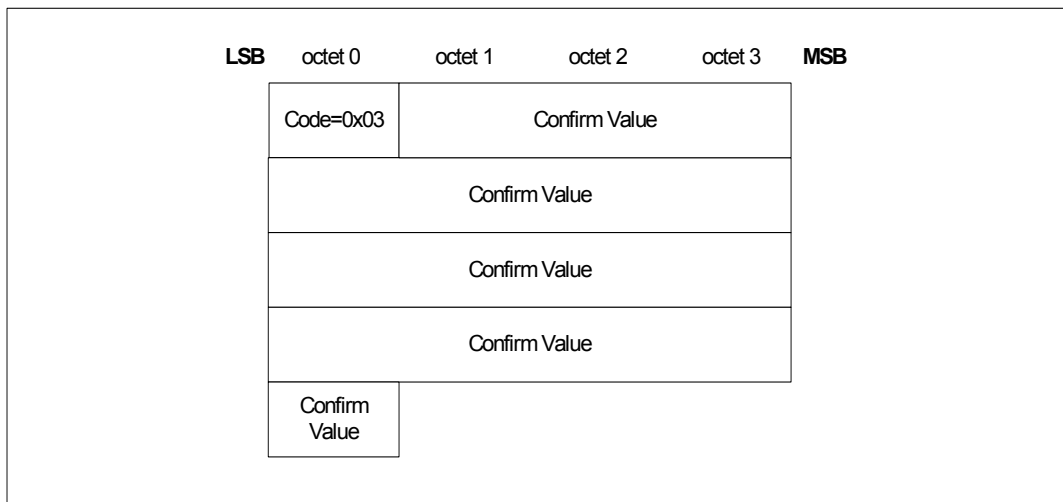 LSB octet 0 octet 1 octet 2 octet 3 MSB
Code=0x03 Confirm Value
Confirm Value
Confirm Value
Confirm Value
Confirm
Value